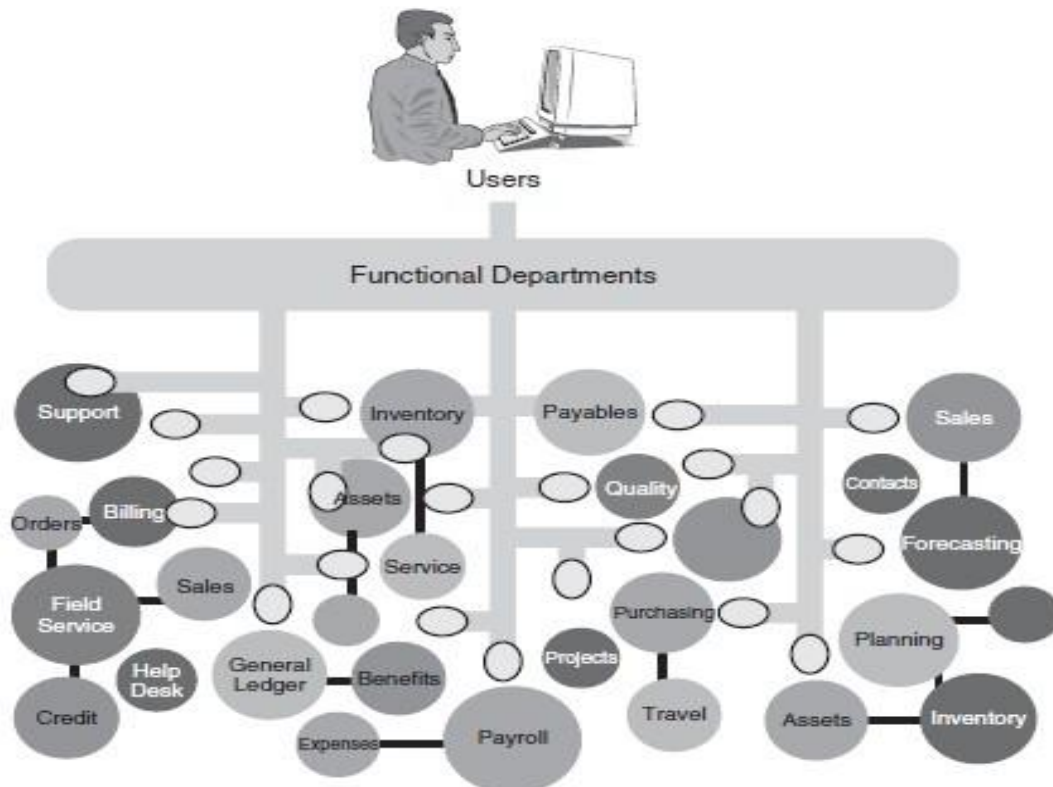 Users
Functional Departments
Support
Inventory
Payables
Sales
Contacts
Assets
Quality
Orders
Billing
Forecasting
Service
Sales
Field
Service
Purchasing
Planning
Help
Desk
General
Ledger
Benefits
Projects
Credit
Travel
Assets
Inventory
Expenses
Payroll